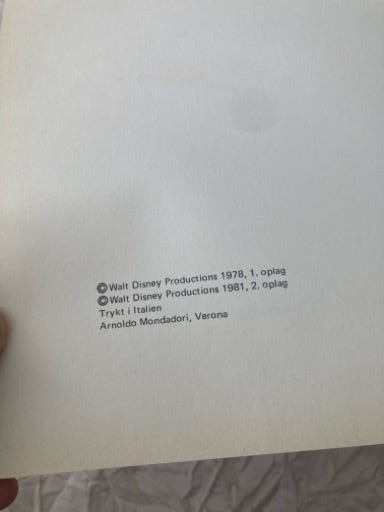 ©Walt Disney Productions 1978, 1. oplag
©Walt Disney Productions 1981, 2. oplag
Trykt i Italien
Arnoldo Mondadori, Verona